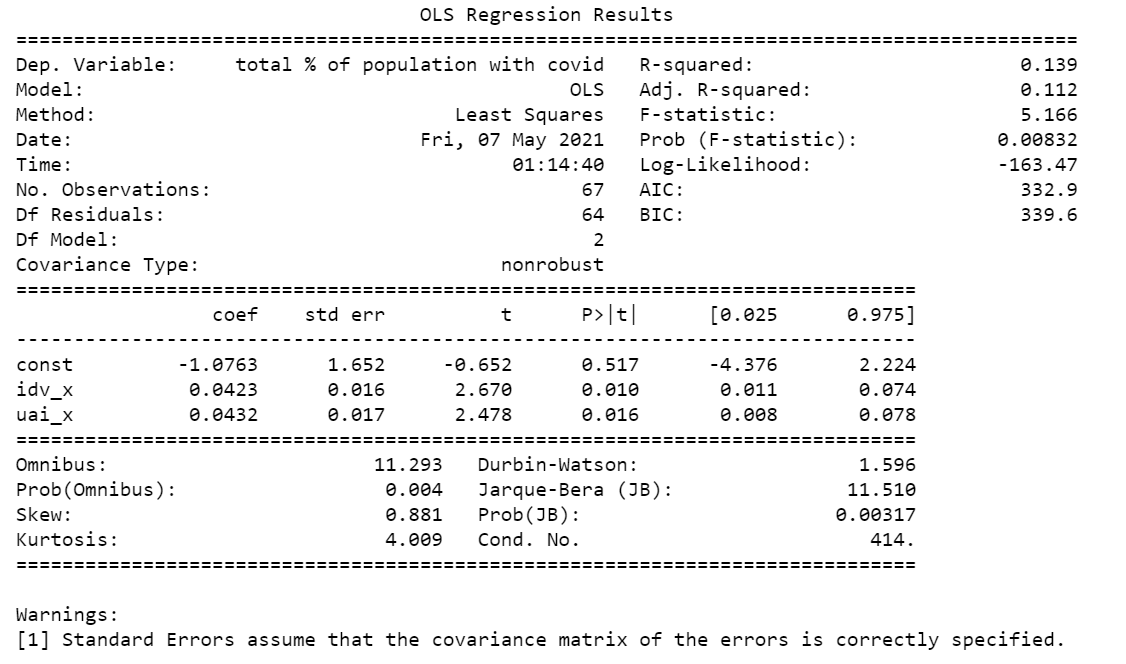 OLS Regression Results
============================================================================================
Dep. Variable:     total % of population with covid   R-squared:                       0.139
Model:                                          OLS   Adj. R-squared:                  0.112
Method:                               Least Squares   F-statistic:                     5.166
Date:                              Fri, 07 May 2021   Prob (F-statistic):            0.00832
Time:                                      01:14:40   Log-Likelihood:                -163.47
No. Observations:                                67   AIC:                             332.9
Df Residuals:                                    64   BIC:                             339.6
Df Model:                                         2
Covariance Type:                          nonrobust
==============================================================================
                 coef    std err          t      P>|t|      [0.025      0.975]
------------------------------------------------------------------------------
const         -1.0763      1.652     -0.652      0.517      -4.376       2.224
idv_x          0.0423      0.016      2.670      0.010       0.011       0.074
uai_x          0.0432      0.017      2.478      0.016       0.008       0.078
==============================================================================
Omnibus:                       11.293   Durbin-Watson:                   1.596
Prob(Omnibus):                  0.004   Jarque-Bera (JB):               11.510
Skew:                           0.881   Prob(JB):                      0.00317
Kurtosis:                       4.009   Cond. No.                         414.
==============================================================================

Warnings:
[1] Standard Errors assume that the covariance matrix of the errors is correctly specified.